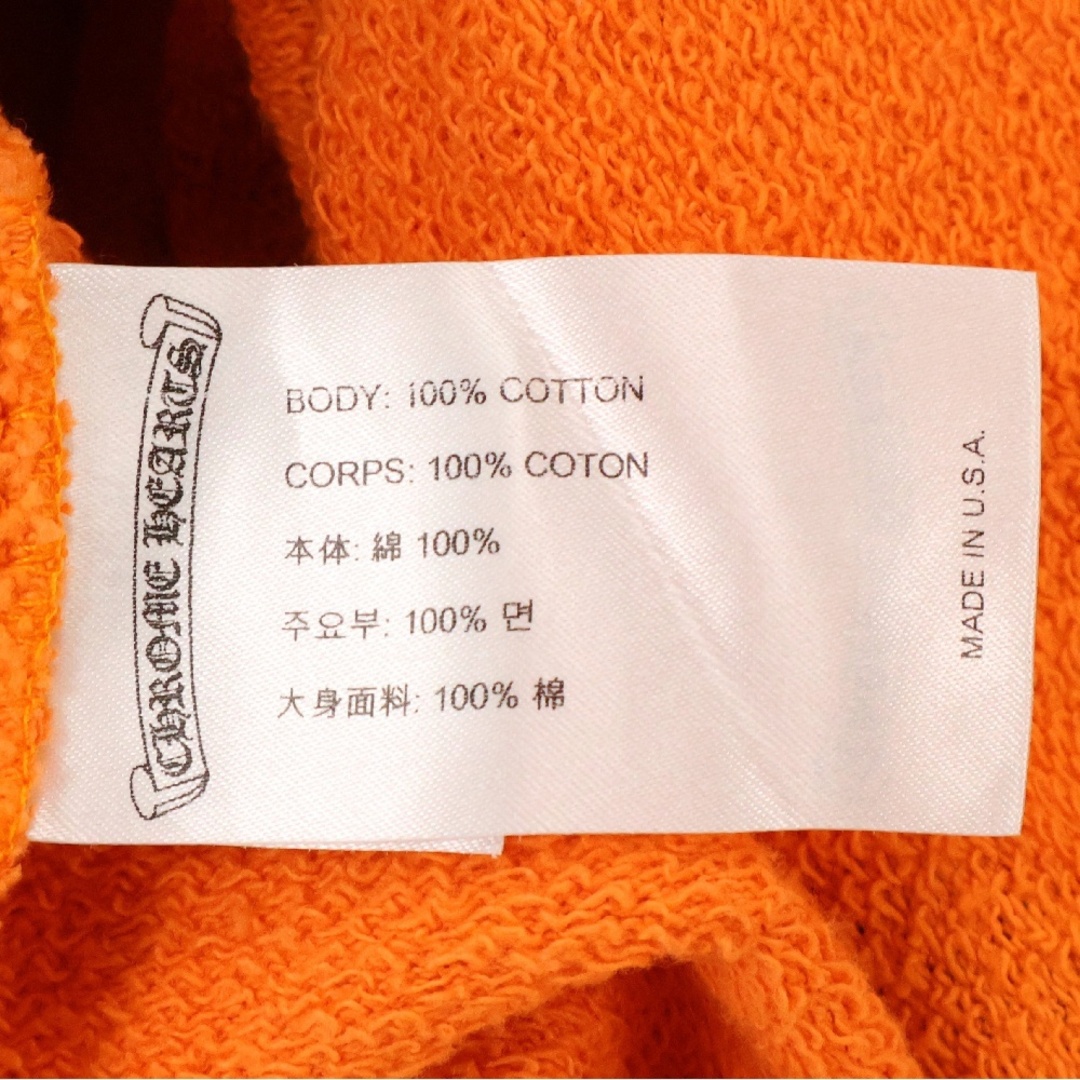 CHROME HEARTS
BODY: 100% COTTON
CORPS: 100% COTON
本体: 綿 100%
주요부: 100% 면
大身面料: 100% 棉
MADE IN U.S.A.